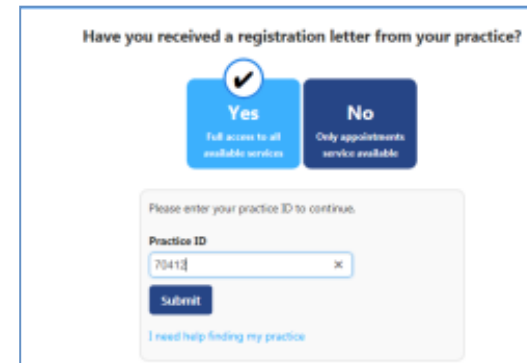 Have you received a registration letter from your practice?
Yes
Full access to all
available services
No
Only appointments
service available
Please enter your practice ID to continue.
Practice ID
70412
Submit
I need help finding my practice